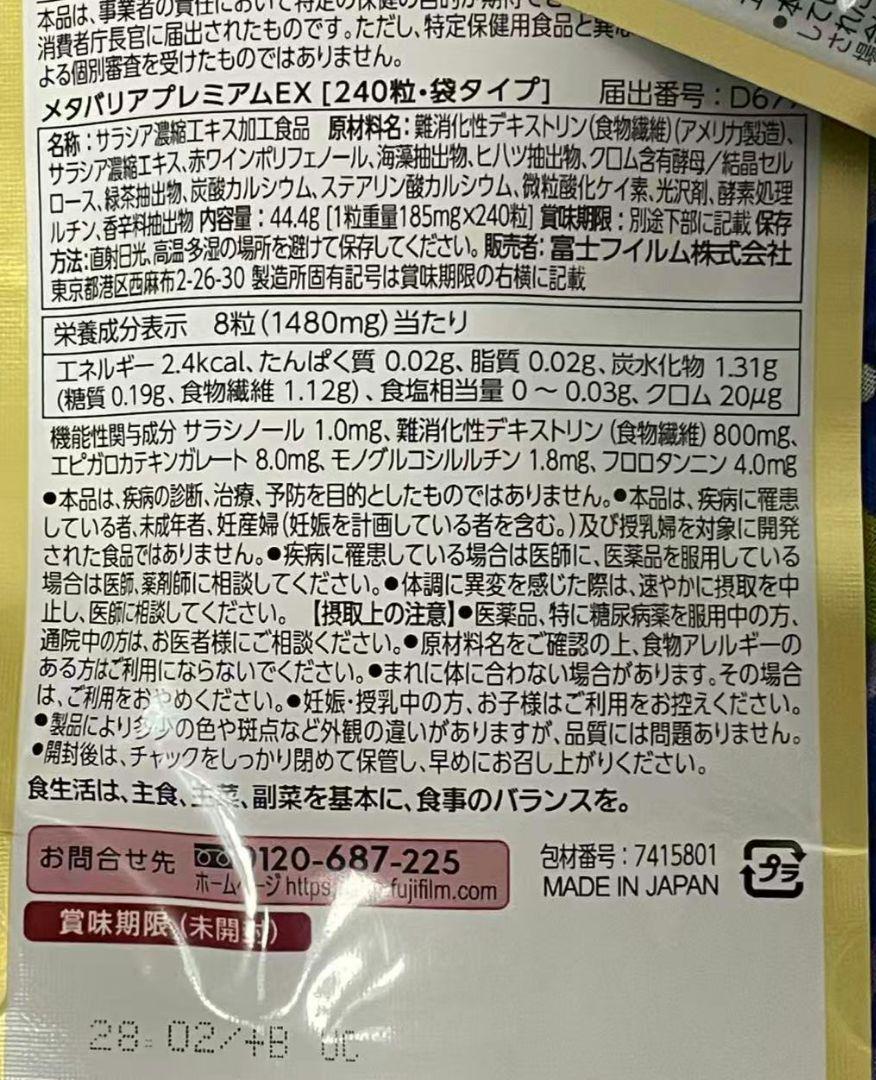 本品は、事業者の責任において特定の保健の目的が期待でき
消費者庁長官に届出されたものです。ただし、特定保健用食品と異な
よる個別審査を受けたものではありません。
メタバリアプレミアムEX [240粒・袋タイプ] 届出番号:D67
名称:サラシア濃縮エキス加工食品 原材料名:難消化性デキストリン(食物繊維)(アメリカ製造)、
サラシア濃縮エキス、赤ワインポリフェノール、海藻抽出物、ヒハツ抽出物、クロム含有酵母/結晶セル
ロース、緑茶抽出物、炭酸カルシウム、ステアリン酸カルシウム、微粒酸化ケイ素、光沢剤、酵素処理
ルチン、香辛料抽出物 内容量:44.4g [1粒重量185mg×240粒] 賞味期限:別途下部に記載 保存
方法:直射日光、高温・多湿の場所を避けて保存してください。 販売者:富士フイルム株式会社
東京都港区西麻布2-26-30 製造所固有記号は賞味期限の右横に記載
栄養成分表示 8粒(1480mg)当たり
エネルギー 2.4kcal、たんぱく質 0.02g、脂質 0.02g、炭水化物 1.31g
(糖質 0.19g、食物繊維 1.12g)、食塩相当量 0 ~ 0.03g、クロム 20μg
機能性関与成分 サラシノール 1.0mg、難消化性デキストリン(食物繊維) 800mg、
エピガロカテキンガレート 8.0mg、モノグルコシルルチン 1.8mg、フロロタンニン 4.0mg
●本品は、疾病の診断、治療、予防を目的としたものではありません。●本品は、疾病に罹患
している者、未成年者、妊産婦(妊娠を計画している者を含む。)及び授乳婦を対象に開発
された食品ではありません。●疾病に罹患している場合は医師に、医薬品を服用している
場合は医師、薬剤師に相談してください。●体調に異変を感じた際は、速やかに摂取を中
止し、医師に相談してください。 【摂取上の注意】●医薬品、特に糖尿病薬を服用中の方、
通院中の方は、お医者様にご相談ください。●原材料名をご確認の上、食物アレルギーの
ある方はご利用にならないでください。●まれに体に合わない場合があります。その場合
は、ご利用をおやめください。●妊娠・授乳中の方、お子様はご利用をお控えください。
●製品により多少の色や斑点など外観の違いがありますが、品質には問題ありません。
●開封後は、チャックをしっかり閉めて保管し、早めにお召し上がりください。
食生活は、主食、主菜、副菜を基本に、食事のバランスを。
お問合せ先 0120-687-225
ホームページ https fujifilm.com
包材番号:7415801
MADE IN JAPAN
プラ
賞味期限(未開封)
28.02/+B UC